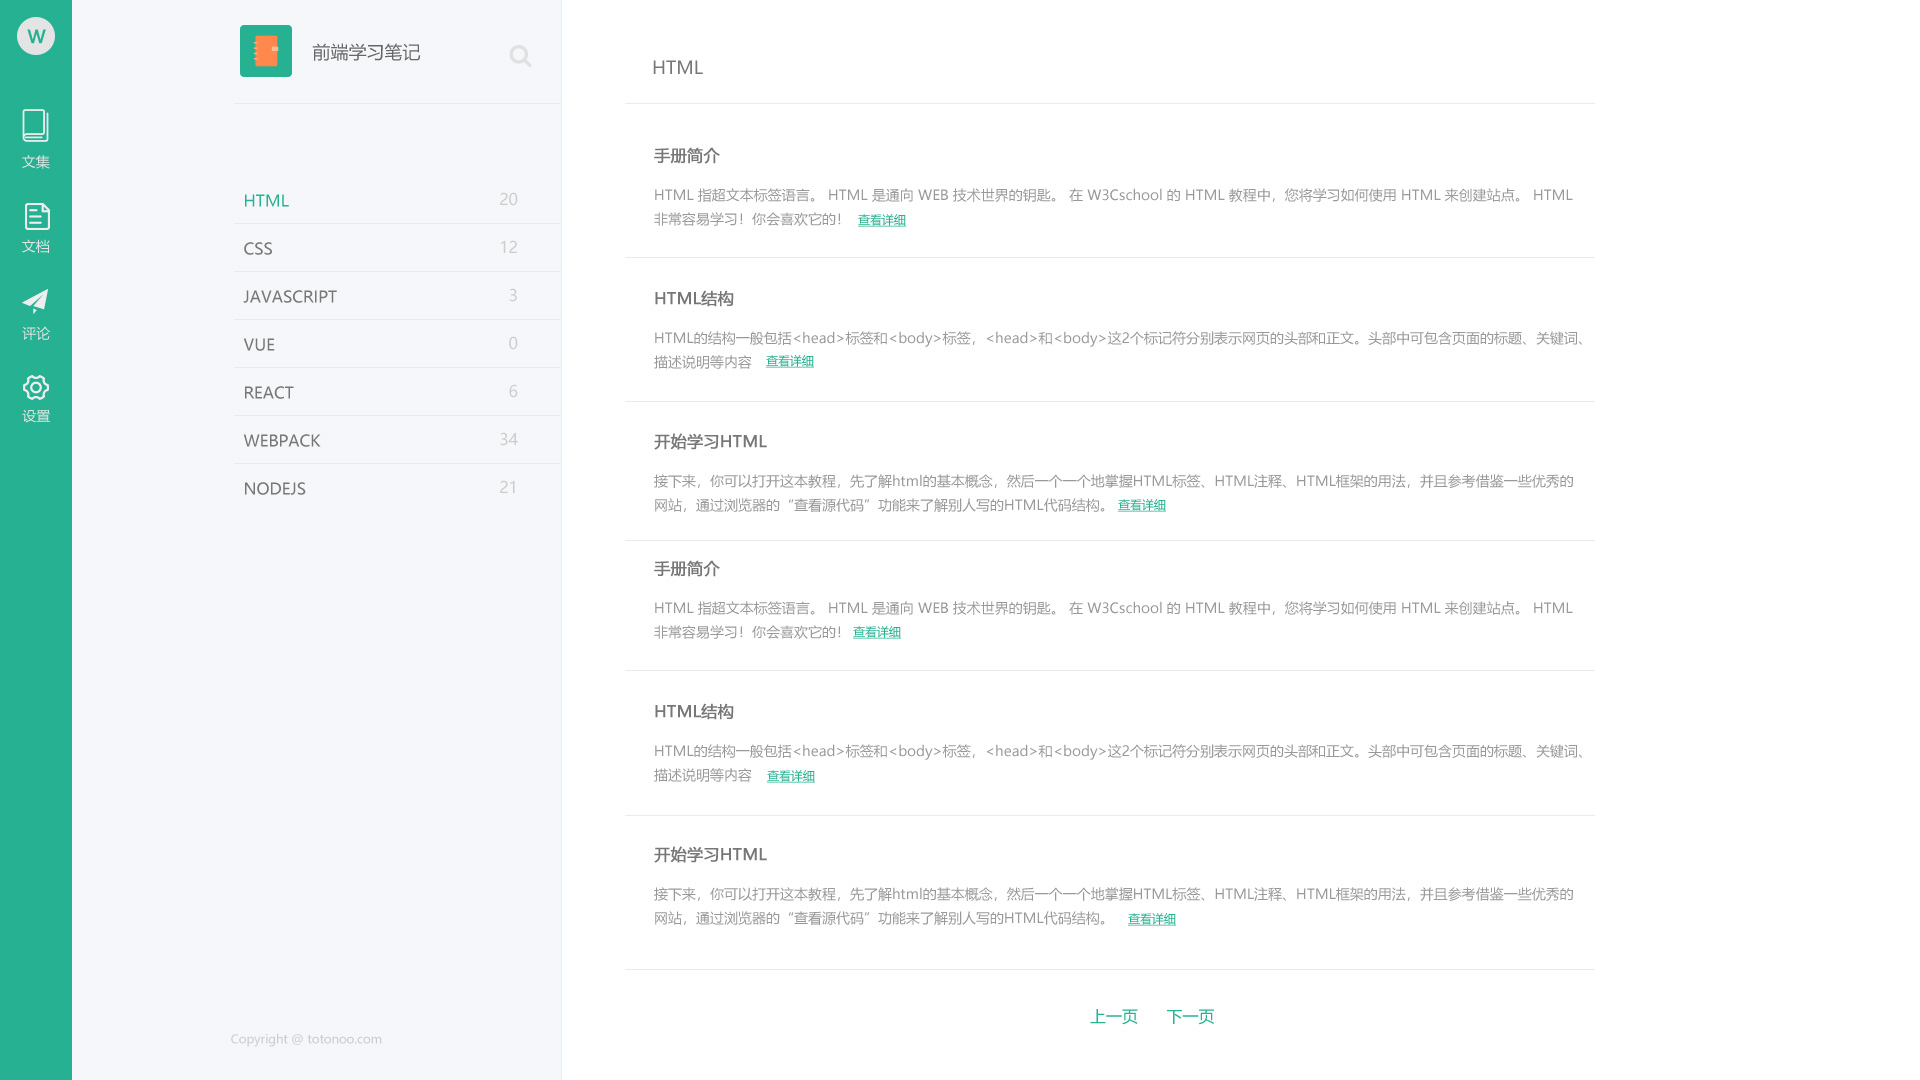 W
文集
文档
评论
设置
前端学习笔记
HTML 20
CSS 12
JAVASCRIPT 3
VUE 0
REACT 6
WEBPACK 34
NODEJS 21
Copyright @ totonoo.com
HTML
手册简介
HTML 指超文本标签语言。 HTML 是通向 WEB 技术世界的钥匙。 在 W3Cschool 的 HTML 教程中，您将学习如何使用 HTML 来创建站点。 HTML
非常容易学习！你会喜欢它的！ 查看详细
HTML结构
HTML的结构一般包括<head>标签和<body>标签，<head>和<body>这2个标记符分别表示网页的头部和正文。头部中可包含页面的标题、关键词、
描述说明等内容 查看详细
开始学习HTML
接下来，你可以打开这本教程，先了解html的基本概念，然后一个一个地掌握HTML标签、HTML注释、HTML框架的用法，并且参考借鉴一些优秀的
网站，通过浏览器的“查看源代码”功能来了解别人写的HTML代码结构。 查看详细
手册简介
HTML 指超文本标签语言。 HTML 是通向 WEB 技术世界的钥匙。 在 W3Cschool 的 HTML 教程中，您将学习如何使用 HTML 来创建站点。 HTML
非常容易学习！你会喜欢它的！ 查看详细
HTML结构
HTML的结构一般包括<head>标签和<body>标签，<head>和<body>这2个标记符分别表示网页的头部和正文。头部中可包含页面的标题、关键词、
描述说明等内容 查看详细
开始学习HTML
接下来，你可以打开这本教程，先了解html的基本概念，然后一个一个地掌握HTML标签、HTML注释、HTML框架的用法，并且参考借鉴一些优秀的
网站，通过浏览器的“查看源代码”功能来了解别人写的HTML代码结构。 查看详细
上一页 下一页